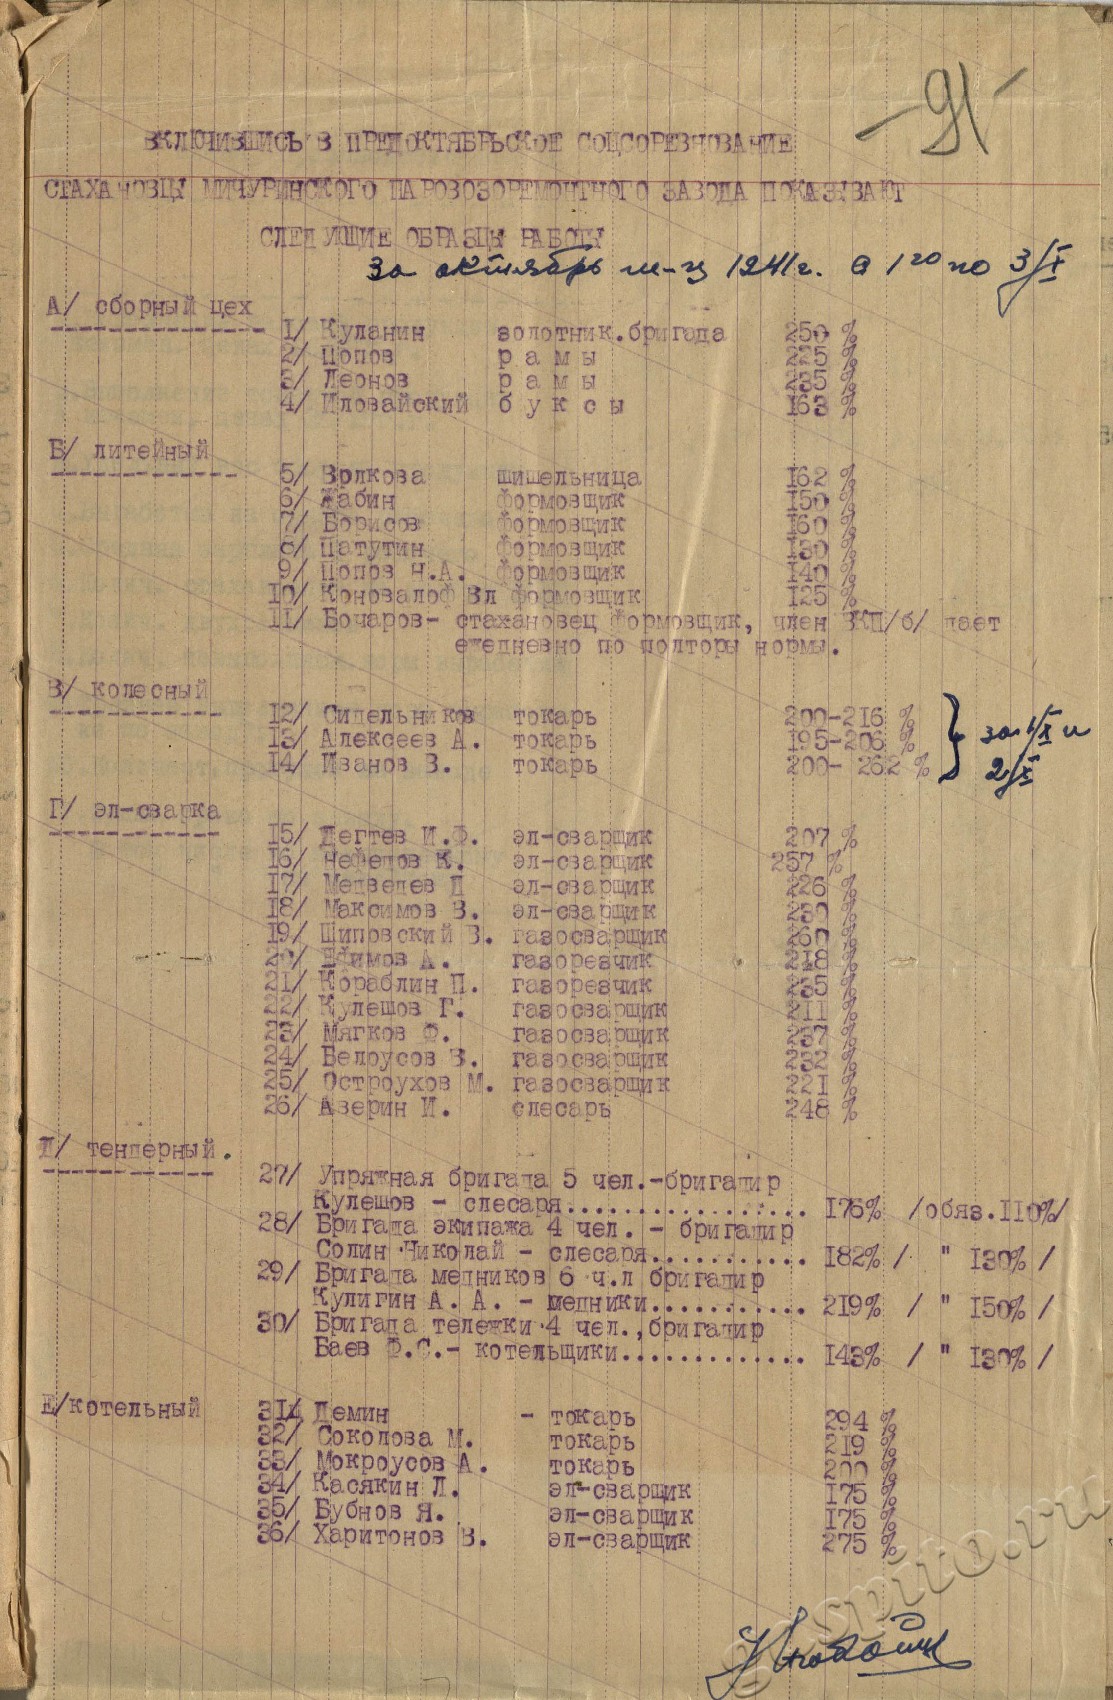 -91-
ВКЛЮЧИВШИСЬ В ПРЕДОКТЯБРЬСКОЕ СОЦСОРЕВНОВАНИЕ
СТАХАНОВЦЫ МИЧУРИНСКОГО ПАРОВОЗОРЕМОНТНОГО ЗАВОДА ПОКАЗЫВАЮТ
СЛЕДУЮЩИЕ ОБРАЗЦЫ РАБОТЫ
За октябрь м-ц 1941г. с 1го по 3/X
А/ сборный цех
1/ Куланин золотник.бригада 250 %
2/ Попов р а м ы 225 %
3/ Леонов р а м ы 235 %
4/ Иловайский б у к с ы 163 %
Б/ литейный
5/ Волкова шишельница 162 %
6/ Жабин формовщик 150 %
7/ Борисов формовщик 160 %
8/ Патутин формовщик 130 %
9/ Попов Н.А. формовщик 140 %
10/ Коновалоф Вл формовщик 125 %
11/ Бочаров- стахановец формовщик, член ВКП/б/ дает
ежедневно по полторы нормы.
В/ колесный
12/ Сидельников токарь 200-216 %
13/ Алексеев А. токарь 195-206 %
14/ Иванов В. токарь 200- 262 %
за 1/X и
2/X
Г/ эл-сварка
15/ Дегтев И.Ф. эл-сварщик 207 %
16/ Нефедов К. эл-сварщик 257 %
17/ Медведев Д эл-сварщик 226 %
18/ Максимов В. эл-сварщик 230 %
19/ Шиповский В. газосварщик 260 %
20/ Ефимов А. газорезчик 218 %
21/ Кораблин П. газорезчик 235 %
22/ Кулешов Г. газосварщик 211 %
23/ Мягков Ф. газосварщик 237 %
24/ Белоусов В. газосварщик 232 %
25/ Остроухов М. газосварщик 221 %
26/ Азерин И. слесарь 248 %
Д/ тендерный.
27/ Упряжная бригада 5 чел.-бригадир
Кулешов - слесаря................. 176% /обяз.110%/
28/ Бригада экипажа 4 чел. - бригадир
Солин Николай - слесаря........... 182% / " 130% /
29/ Бригада медников 6 ч.л бригадир
Кулигин А. А. - медники........... 219% / " 150% /
30/ Бригада тележки 4 чел.,бригадир
Баев Ф.С.- котельщики............. 143% / " 130% /
Е/котельный
31/ Демин - токарь 294 %
32/ Соколова М. токарь 219 %
33/ Мокроусов А. токарь 200 %
34/ Касякин Л. эл-сварщик 175 %
35/ Бубнов Я. эл-сварщик 175 %
36/ Харитонов В. эл-сварщик 275 %
gaspito.ru